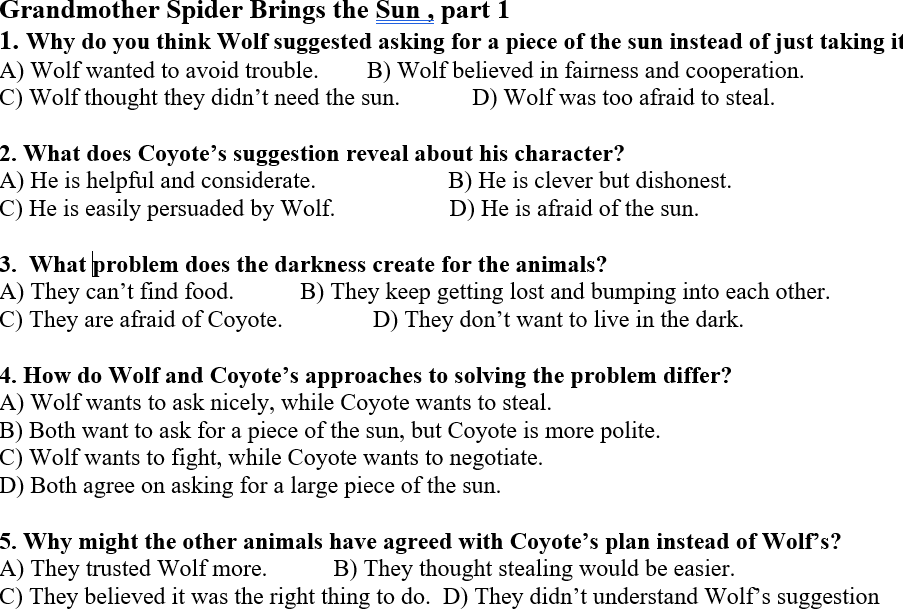 Grandmother Spider Brings the Sun , part 1
1. Why do you think Wolf suggested asking for a piece of the sun instead of just taking it
A) Wolf wanted to avoid trouble. B) Wolf believed in fairness and cooperation.
C) Wolf thought they didn’t need the sun. D) Wolf was too afraid to steal.
2. What does Coyote’s suggestion reveal about his character?
A) He is helpful and considerate. B) He is clever but dishonest.
C) He is easily persuaded by Wolf. D) He is afraid of the sun.
3. What problem does the darkness create for the animals?
A) They can’t find food. B) They keep getting lost and bumping into each other.
C) They are afraid of Coyote. D) They don’t want to live in the dark.
4. How do Wolf and Coyote’s approaches to solving the problem differ?
A) Wolf wants to ask nicely, while Coyote wants to steal.
B) Both want to ask for a piece of the sun, but Coyote is more polite.
C) Wolf wants to fight, while Coyote wants to negotiate.
D) Both agree on asking for a large piece of the sun.
5. Why might the other animals have agreed with Coyote’s plan instead of Wolf’s?
A) They trusted Wolf more. B) They thought stealing would be easier.
C) They believed it was the right thing to do. D) They didn’t understand Wolf’s suggestion